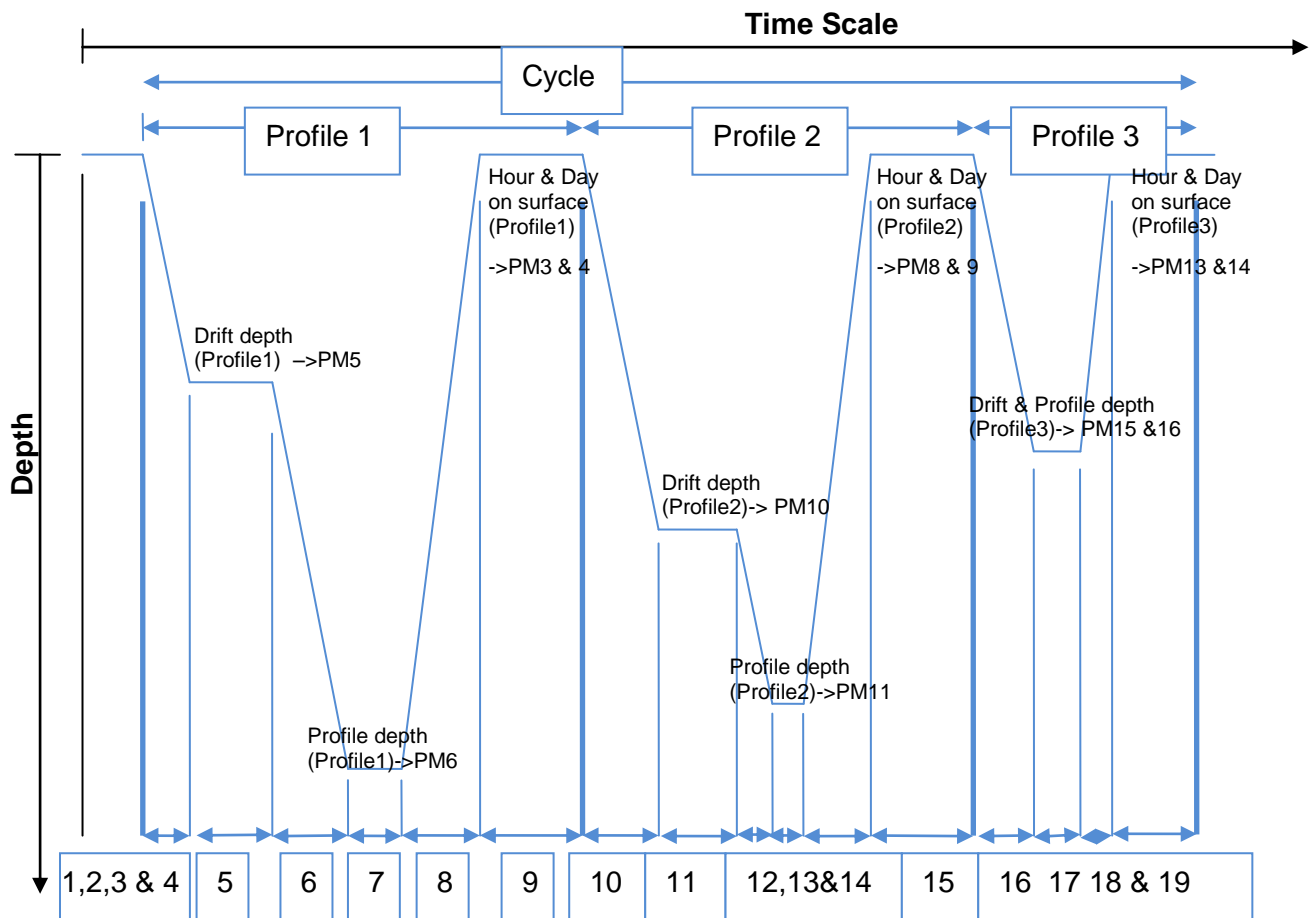 Time Scale
Cycle
Profile 1
Profile 2
Profile 3
Hour & Day
on surface
(Profile1)
->PM3 & 4
Hour & Day
on surface
(Profile2)
->PM8 & 9
Hour & Day
on surface
(Profile3)
->PM13 &14
Drift depth
(Profile1) –>PM5
Drift & Profile depth
(Profile3)-> PM15 &16
Depth
Drift depth
(Profile2)-> PM10
Profile depth
(Profile2)->PM11
Profile depth
(Profile1)->PM6
1,2,3 & 4 5 6 7 8 9 10 11 12,13&14 15 16 17 18 & 19